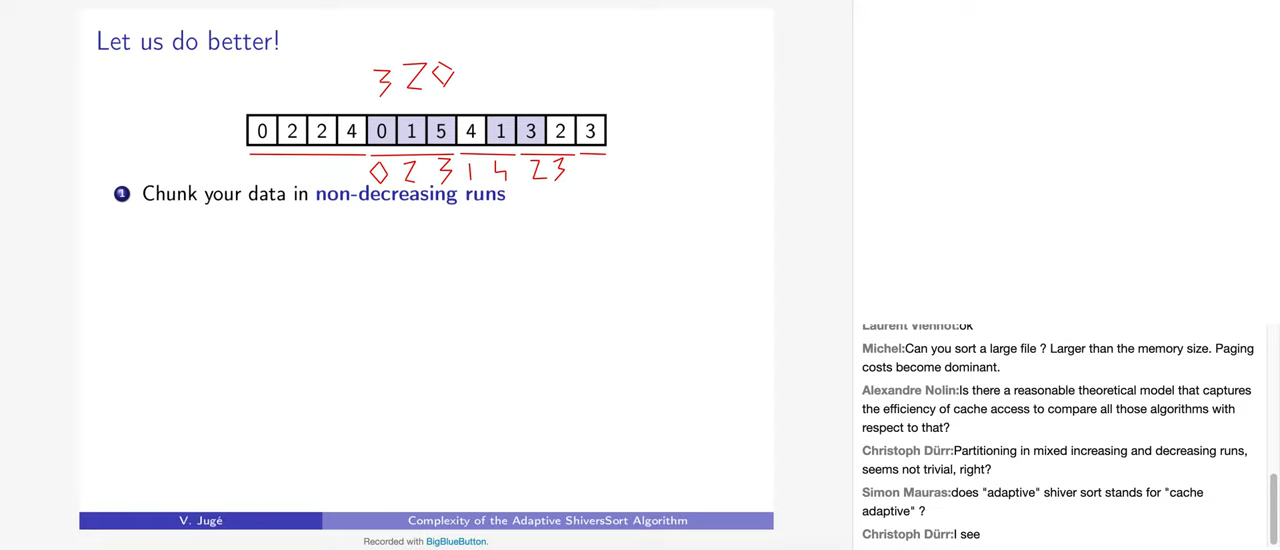 Let us do better!
3 2 0
0 2 2 4 0 1 5 4 1 3 2 3
0 2 3 1 4 2 3
1 Chunk your data in non-decreasing runs
V. Jugé Complexity of the Adaptive ShiversSort Algorithm
Recorded with BigBlueButton.
Laurent Viennot:ok
Michel:Can you sort a large file ? Larger than the memory size. Paging
costs become dominant.
Alexandre Nolin:Is there a reasonable theoretical model that captures
the efficiency of cache access to compare all those algorithms with
respect to that?
Christoph Dürr:Partitioning in mixed increasing and decreasing runs,
seems not trivial, right?
Simon Mauras:does "adaptive" shiver sort stands for "cache
adaptive" ?
Christoph Dürr:I see